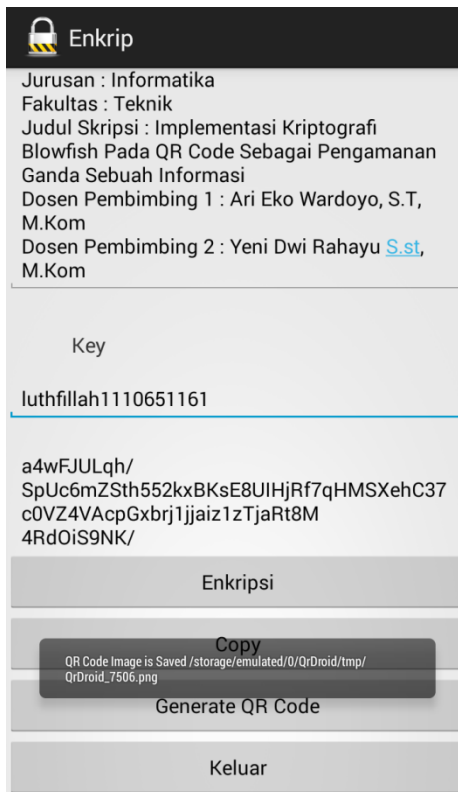 Enkrip
Jurusan : Informatika
Fakultas : Teknik
Judul Skripsi : Implementasi Kriptografi
Blowfish Pada QR Code Sebagai Pengamanan
Ganda Sebuah Informasi
Dosen Pembimbing 1 : Ari Eko Wardoyo, S.T,
M.Kom
Dosen Pembimbing 2 : Yeni Dwi Rahayu S.st,
M.Kom
Key
luthfillah1110651161
a4wFJULqh/
SpUc6mZSth552kxBKsE8UIHjRf7qHMSXehC37
c0VZ4VAcpGxbrj1jjaiz1zTjaRt8M
4RdOiS9NK/
Enkripsi
Copy
QR Code Image is Saved /storage/emulated/0/QrDroid/tmp/
QrDroid_7506.png
Generate QR Code
Keluar